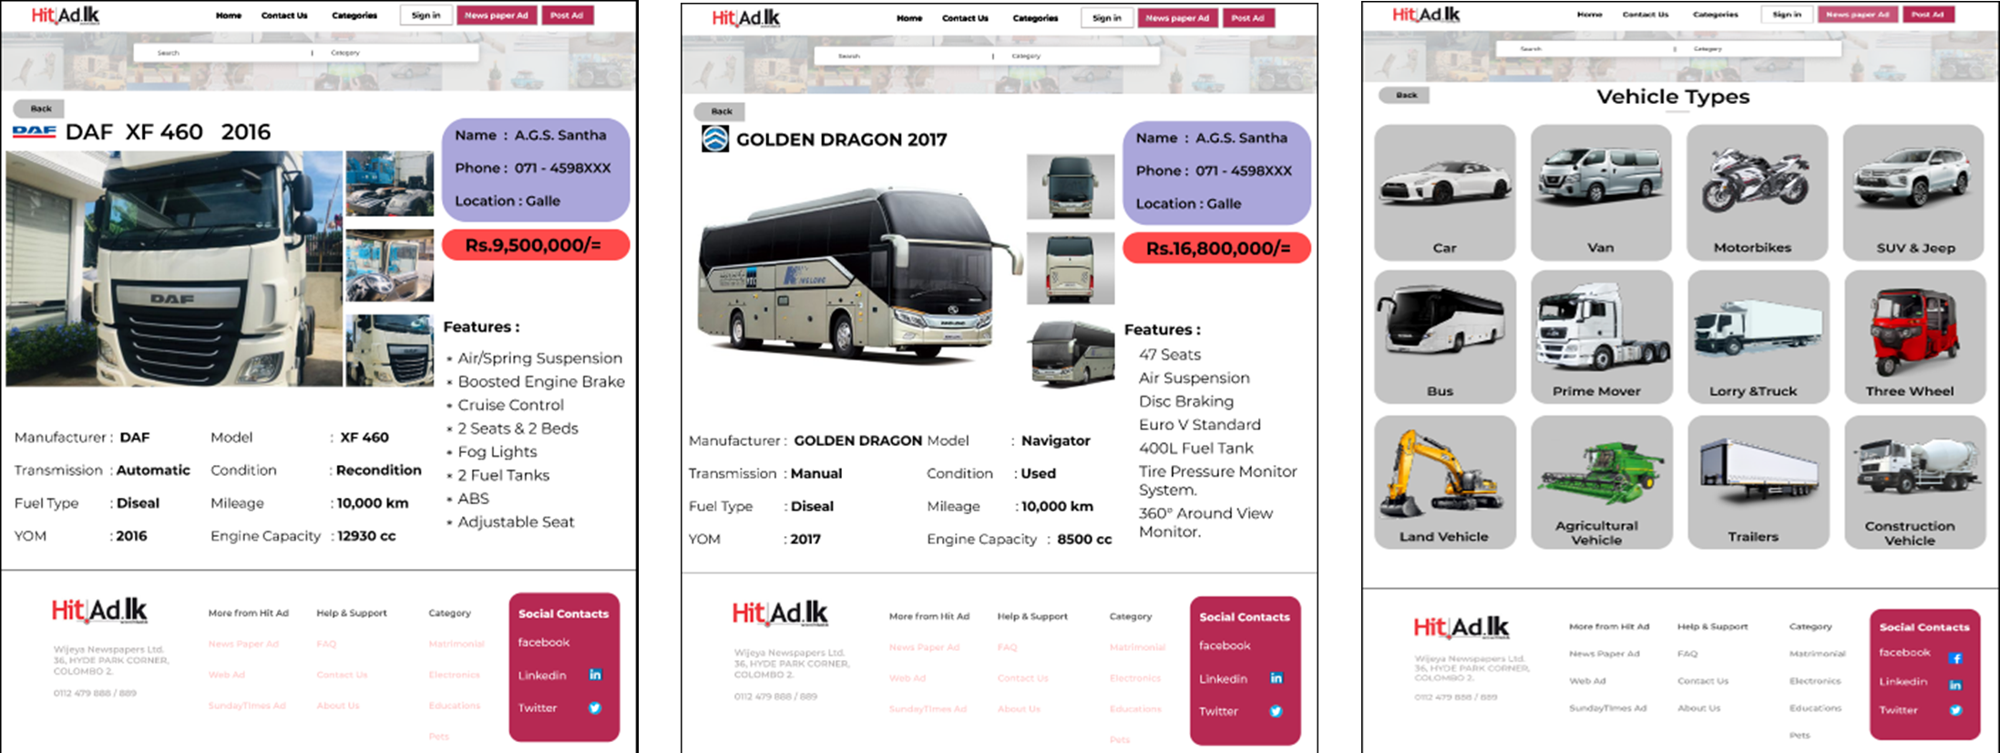 Hit Ad.lk
Home Contact Us Categories Sign in News paper Ad Post Ad
Search | Category
Back
DAF DAF XF 460 2016
Name : A.G.S. Santha
Phone : 071 - 4598XXX
Location : Galle
Rs.9,500,000/=
DAF
Features :
* Air/Spring Suspension
* Boosted Engine Brake
* Cruise Control
* 2 Seats & 2 Beds
* Fog Lights
* 2 Fuel Tanks
* ABS
* Adjustable Seat
Manufacturer : DAF Model : XF 460
Transmission : Automatic Condition : Recondition
Fuel Type : Diseal Mileage : 10,000 km
YOM : 2016 Engine Capacity : 12930 cc
Hit Ad.lk
Wijeya Newspapers Ltd.
36, HYDE PARK CORNER,
COLOMBO 2.
0112 479 888 / 889
More from Hit Ad
News Paper Ad
Web Ad
SundayTImes Ad
Help & Support
FAQ
Contact Us
About Us
Category
Matrimonial
Electronics
Educations
Pets
Social Contacts
facebook
Linkedin in
Twitter
Hit Ad.lk
Home Contact Us Categories Sign in News paper Ad Post Ad
Search | Category
Back
GOLDEN DRAGON 2017
Name : A.G.S. Santha
Phone : 071 - 4598XXX
Location : Galle
Rs.16,800,000/=
Features :
47 Seats
Air Suspension
Disc Braking
Euro V Standard
400L Fuel Tank
Tire Pressure Monitor
System.
360° Around View
Monitor.
Manufacturer : GOLDEN DRAGON Model : Navigator
Transmission : Manual Condition : Used
Fuel Type : Diseal Mileage : 10,000 km
YOM : 2017 Engine Capacity : 8500 cc
Hit Ad.lk
Wijeya Newspapers Ltd.
36, HYDE PARK CORNER,
COLOMBO 2.
0112 479 888 / 889
More from Hit Ad
News Paper Ad
Web Ad
SundayTImes Ad
Help & Support
FAQ
Contact Us
About Us
Category
Matrimonial
Electronics
Educations
Pets
Social Contacts
facebook
Linkedin in
Twitter
Hit Ad.lk
Home Contact Us Categories Sign in News paper Ad Post Ad
Search | Category
Back
Vehicle Types
Car Van Motorbikes SUV & Jeep
Bus Prime Mover Lorry &Truck Three Wheel
Land Vehicle
Agricultural
Vehicle
Trailers
Construction
Vehicle
Hit Ad.lk
Wijeya Newspapers Ltd.
36, HYDE PARK CORNER,
COLOMBO 2.
0112 479 888 / 889
More from Hit Ad
News Paper Ad
Web Ad
SundayTImes Ad
Help & Support
FAQ
Contact Us
About Us
Category
Matrimonial
Electronics
Educations
Pets
Social Contacts
facebook f
Linkedin in
Twitter